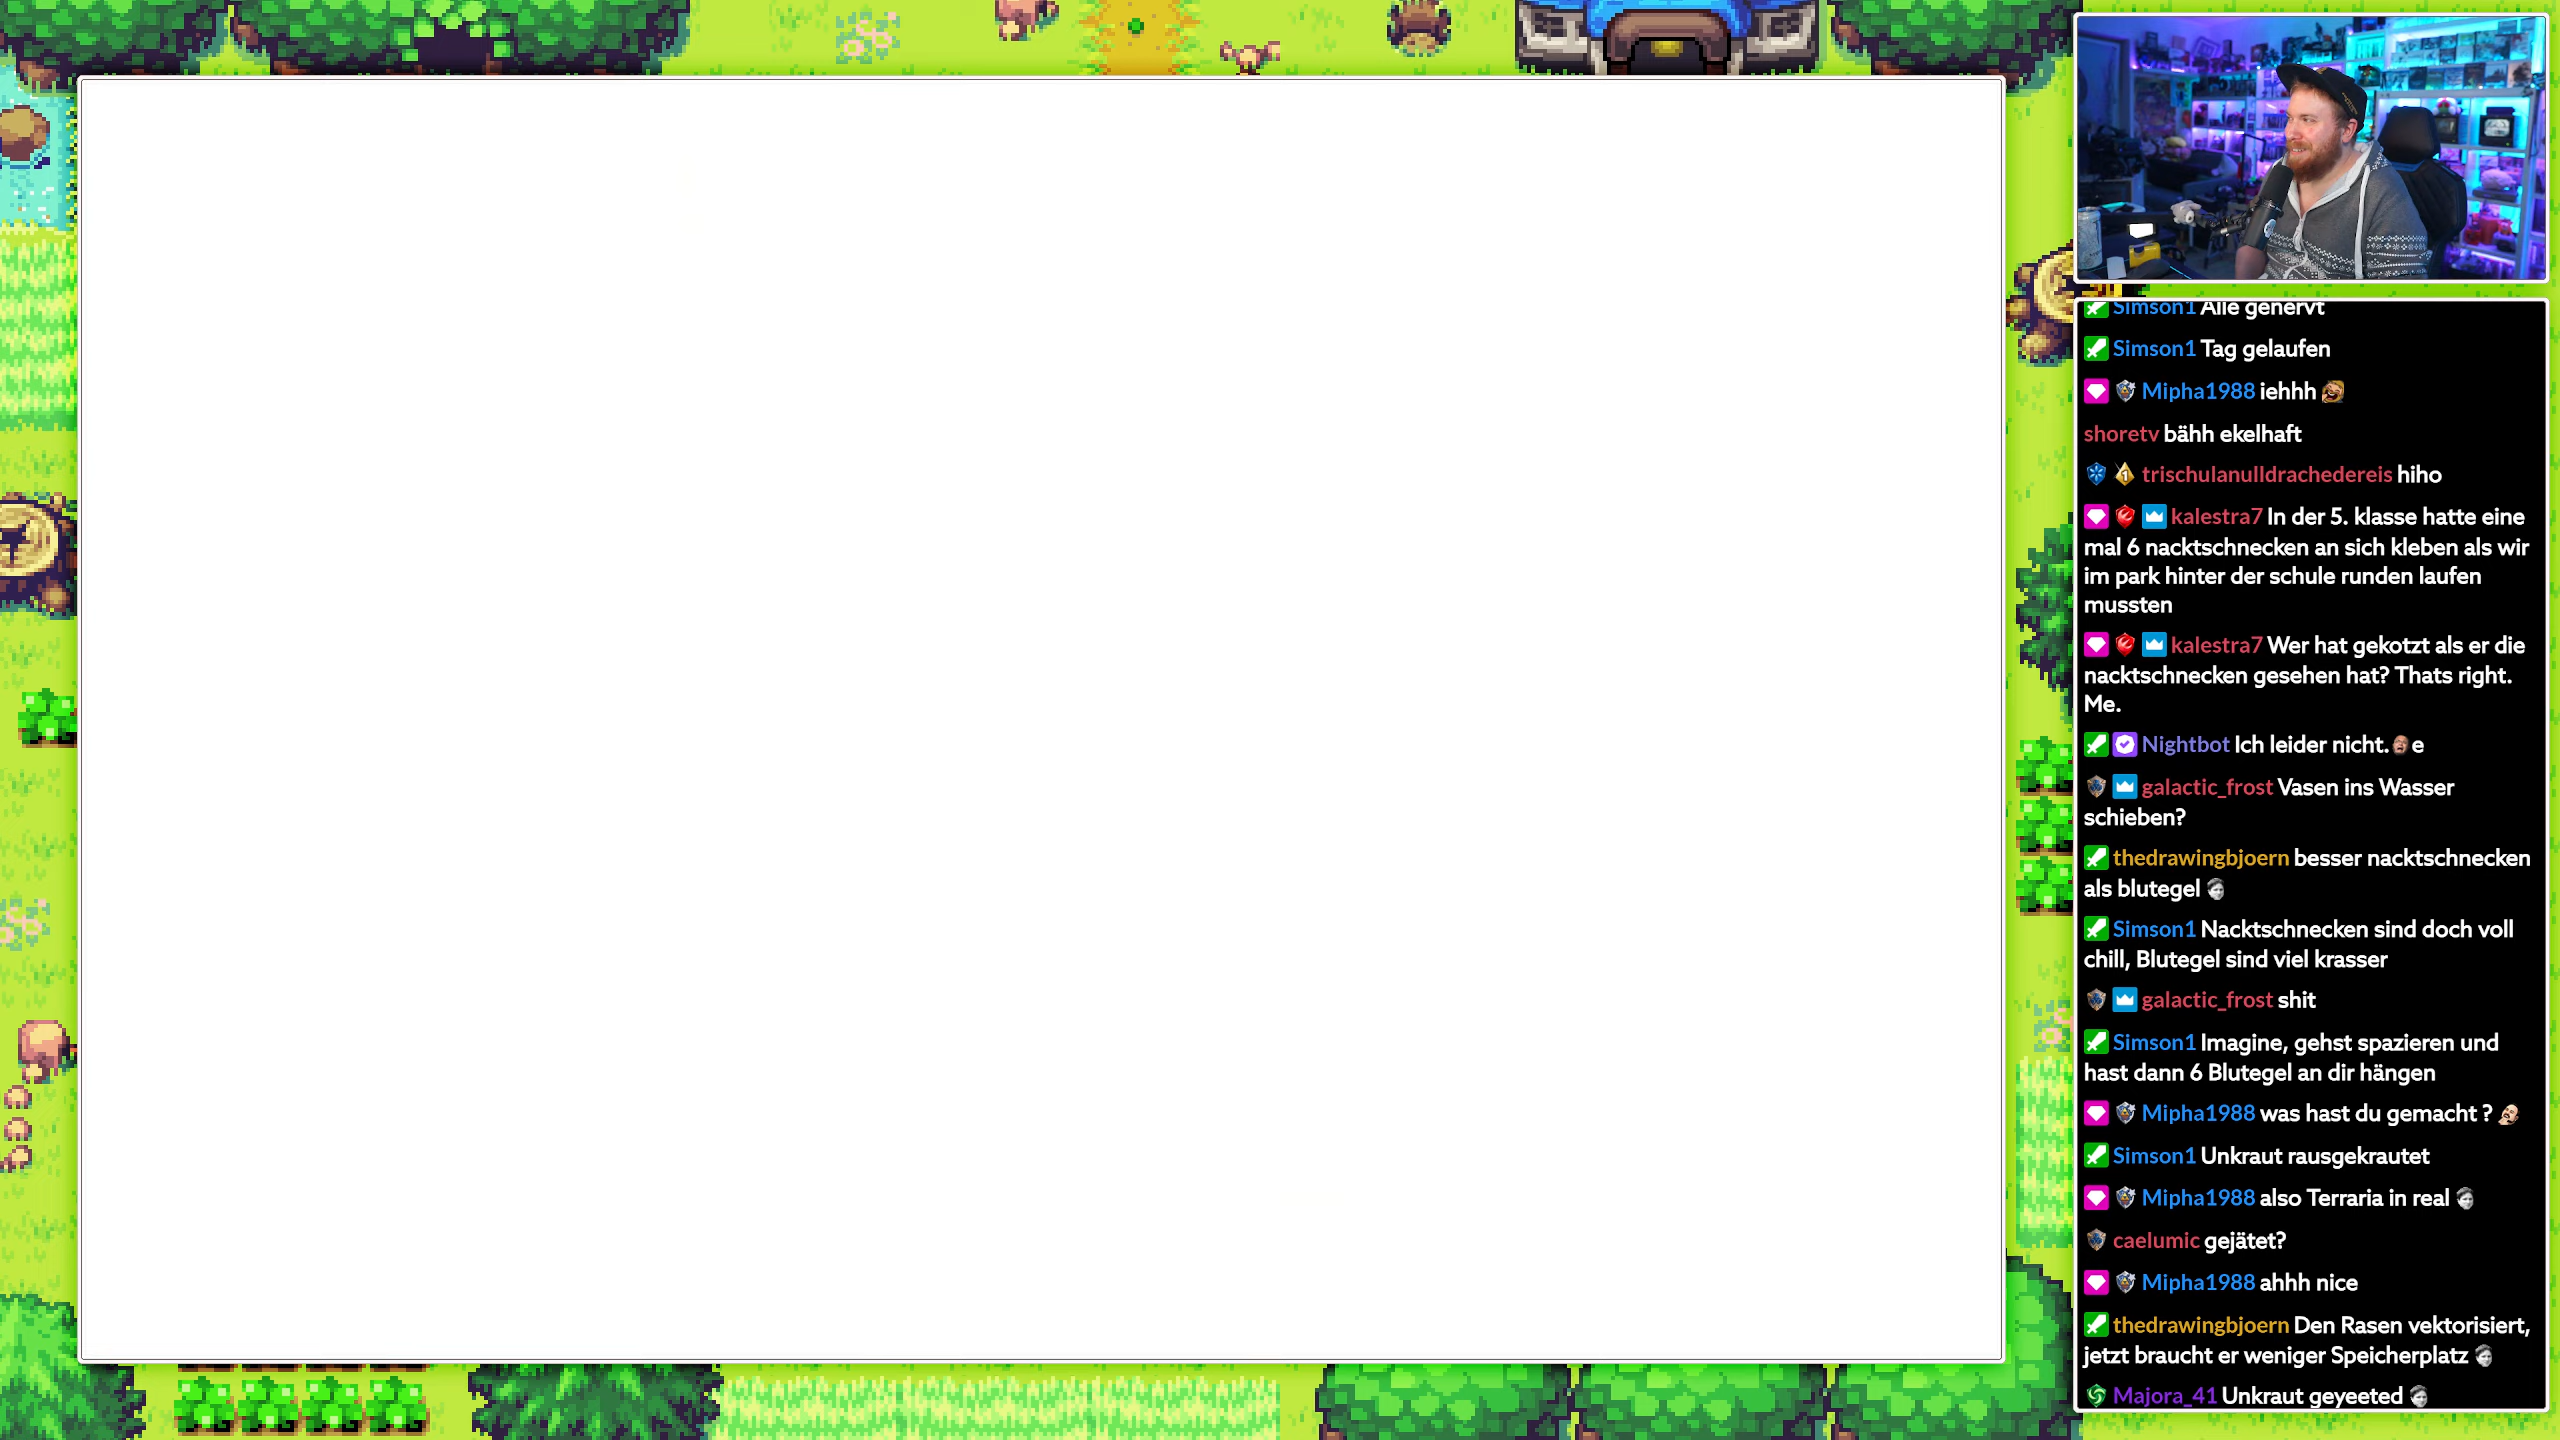 Simson1 Alle genervt
Simson1 Tag gelaufen
Mipha1988 iehhh
shoretv bähh ekelhaft
trischulanulldrachedereis hiho
kalestra7 In der 5. klasse hatte eine
mal 6 nacktschnecken an sich kleben als wir
im park hinter der schule runden laufen
mussten
kalestra7 Wer hat gekotzt als er die
nacktschnecken gesehen hat? Thats right.
Me.
Nightbot Ich leider nicht. e
galactic_frost Vasen ins Wasser
schieben?
thedrawingbjoern besser nacktschnecken
als blutegel
Simson1 Nacktschnecken sind doch voll
chill, Blutegel sind viel krasser
galactic_frost shit
Simson1 Imagine, gehst spazieren und
hast dann 6 Blutegel an dir hängen
Mipha1988 was hast du gemacht ?
Simson1 Unkraut rausgekrautet
Mipha1988 also Terraria in real
caelumic gejätet?
Mipha1988 ahhh nice
thedrawingbjoern Den Rasen vektorisiert,
jetzt braucht er weniger Speicherplatz
Majora_41 Unkraut geyeeted